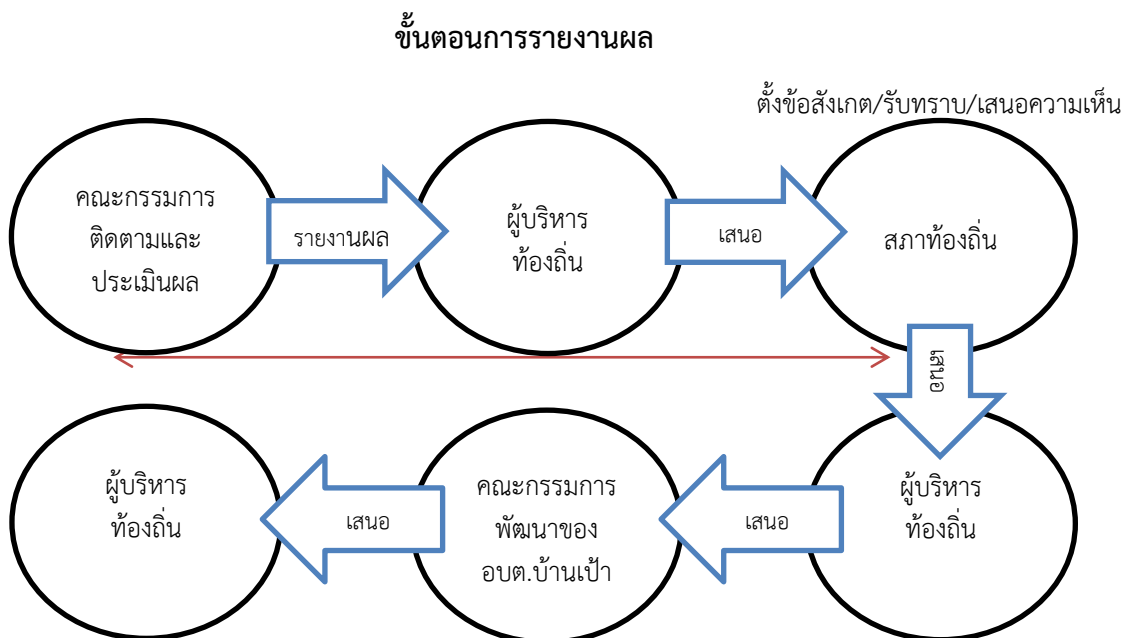 ขั้นตอนการรายงานผล
ตั้งข้อสังเกต/รับทราบ/เสนอความเห็น
คณะกรรมการ
ติดตามและ
ประเมินผล
รายงานผล
ผู้บริหาร
ท้องถิ่น
เสนอ
สภาท้องถิ่น
เสนอ
ผู้บริหาร
ท้องถิ่น
เสนอ
คณะกรรมการ
พัฒนาของ
อบต.บ้านเป้า
เสนอ
ผู้บริหาร
ท้องถิ่น